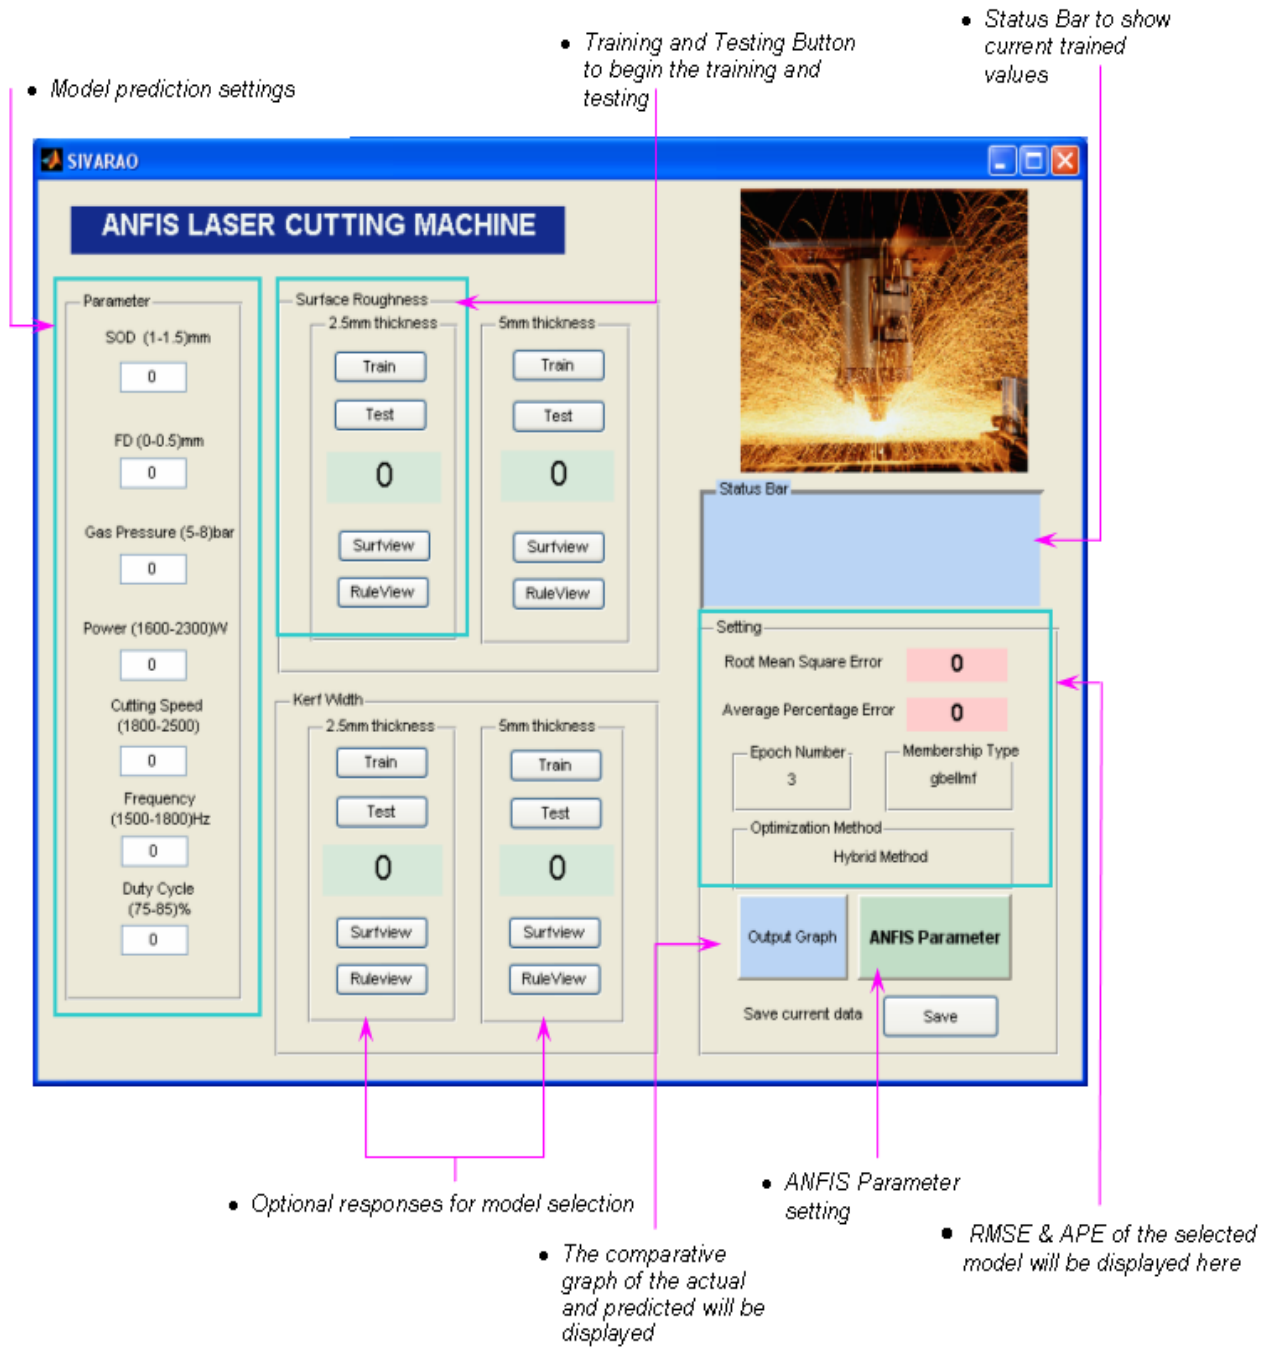 • Status Bar to show
current trained
values
• Training and Testing Button
to begin the training and
testing
• Model prediction settings
SIVARAO
ANFIS LASER CUTTING MACHINE
Parameter
SOD (1-1.5)mm
0
FD (0-0.5)mm
0
Gas Pressure (5-8)bar
0
Power (1600-2300)W
0
Cutting Speed
(1800-2500)
0
Frequency
(1500-1800)Hz
0
Duty Cycle
(75-85)%
0
Surface Roughness
2.5mm thickness
Train
Test
0
Surfview
RuleView
5mm thickness
Train
Test
0
Surfview
RuleView
Kerf Width
2.5mm thickness
Train
Test
0
Surfview
Ruleview
5mm thickness
Train
Test
0
Surfview
RuleView
Status Bar
Setting
Root Mean Square Error 0
Average Percentage Error 0
Epoch Number
3
Membership Type
gbellmf
Optimization Method
Hybrid Method
Output Graph
ANFIS Parameter
Save current data
Save
• Optional responses for model selection
• The comparative
graph of the actual
and predicted will be
displayed
• ANFIS Parameter
setting
• RMSE & APE of the selected
model will be displayed here